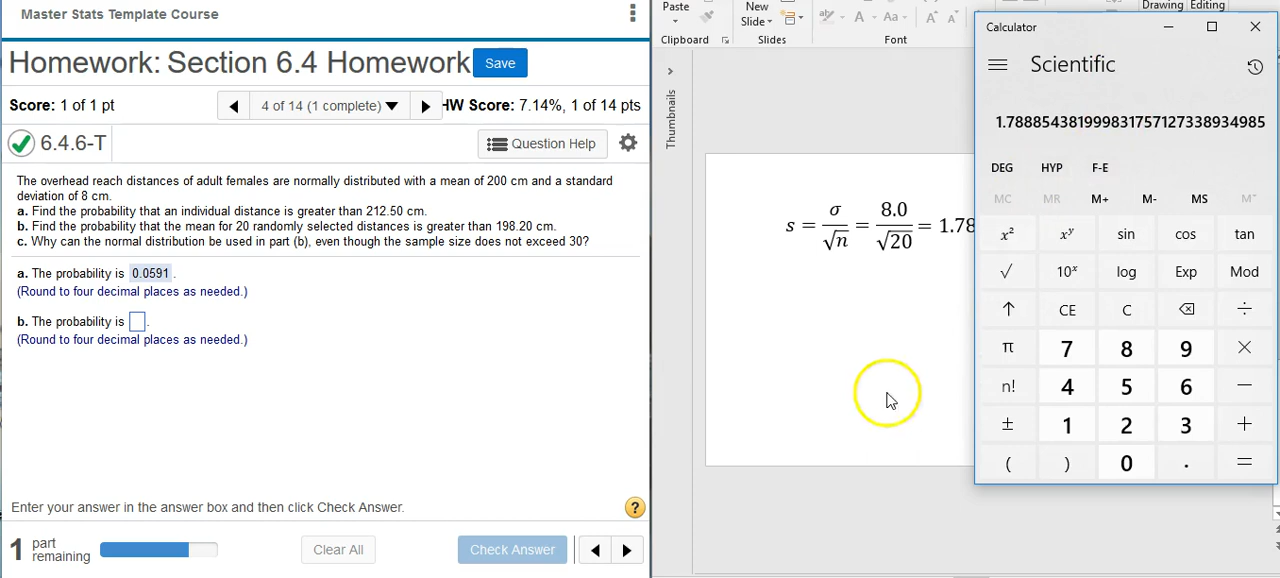 Master Stats Template Course
Homework: Section 6.4 Homework
Save
Score: 1 of 1 pt
4 of 14 (1 complete)
HW Score: 7.14%, 1 of 14 pts
6.4.6-T
Question Help
The overhead reach distances of adult females are normally distributed with a mean of 200 cm and a standard
deviation of 8 cm.
a. Find the probability that an individual distance is greater than 212.50 cm.
b. Find the probability that the mean for 20 randomly selected distances is greater than 198.20 cm.
c. Why can the normal distribution be used in part (b), even though the sample size does not exceed 30?
a. The probability is 0.0591.
(Round to four decimal places as needed.)
b. The probability is .
(Round to four decimal places as needed.)
Enter your answer in the answer box and then click Check Answer.
?
1 part
remaining
Clear All
Check Answer
Paste
New
Slide
A
Aa
A
A
Drawing
Editing
Clipboard
Slides
Font
Thumbnails
s = σ/√n = 8.0/√20 = 1.78
Calculator
Scientific
1.7888543819998317571273389349 85
DEG HYP F-E
MC MR M+ M- MS M˅
x² xʸ sin cos tan
√ 10ˣ log Exp Mod
↑ CE C ⌫ ÷
π 7 8 9 ×
n! 4 5 6 −
± 1 2 3 +
( ) 0 . =